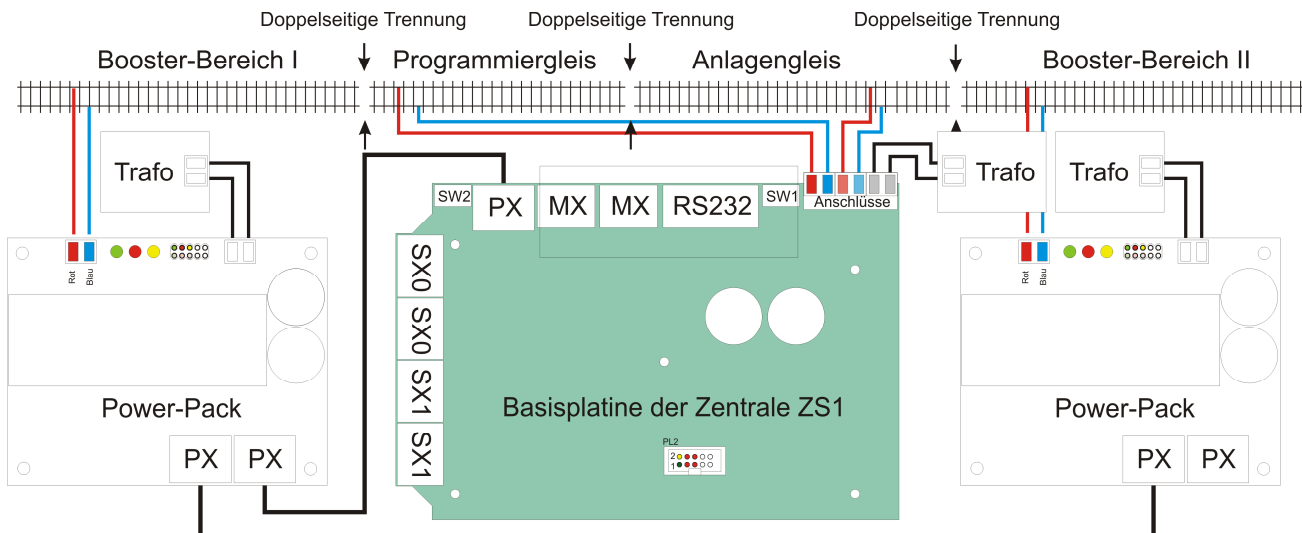 Doppelseitige Trennung
Doppelseitige Trennung
Doppelseitige Trennung
Booster-Bereich I
Programmiergleis
Anlagengleis
Booster-Bereich II
Trafo
Trafo
Trafo
SW2
PX
MX
MX
RS232
SW1
Anschlüsse
Rot
Blau
SX0
SX0
SX1
SX1
Rot
Blau
Power-Pack
Basisplatine der Zentrale ZS1
Power-Pack
PL2
2
1
PX
PX
PX
PX